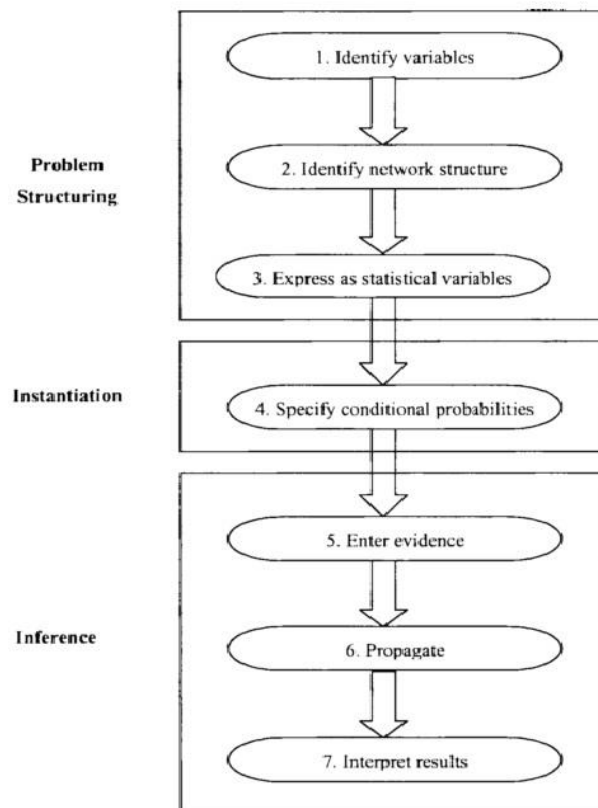 1. Identify variables
2. Identify network structure
Problem
Structuring
3. Express as statistical variables
Instantiation
4. Specify conditional probabilities
5. Enter evidence
Inference
6. Propagate
7. Interpret results